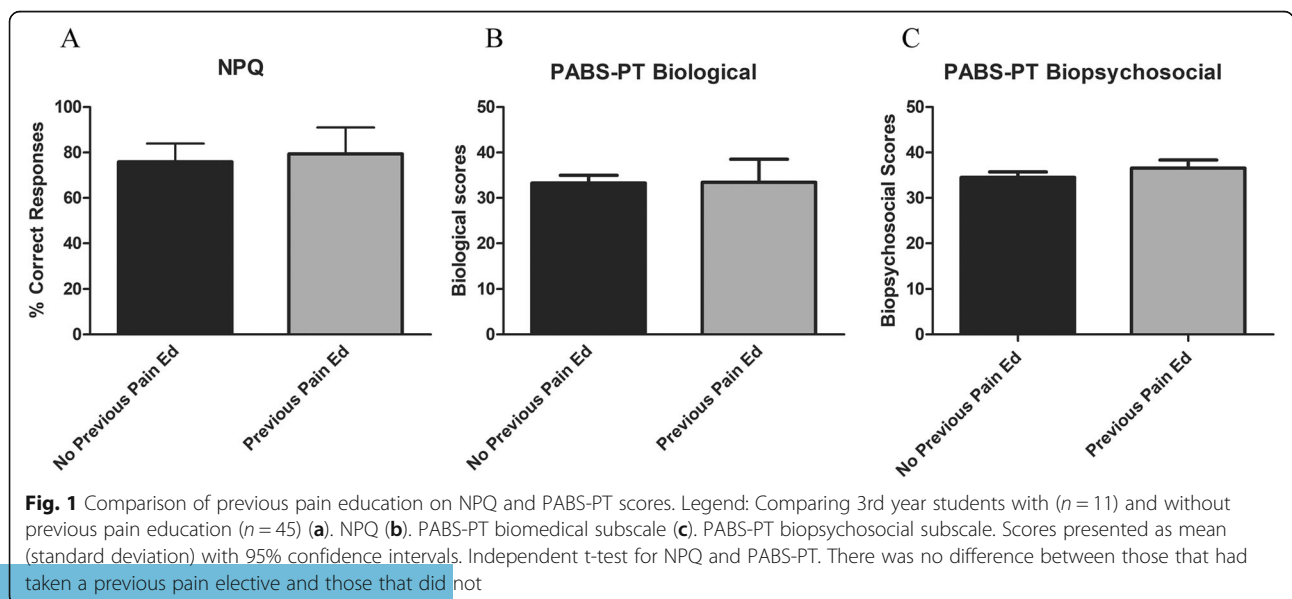 A
B
C
NPQ
PABS-PT Biological
PABS-PT Biopsychosocial
% Correct Responses
100
80
60
40
20
0
No Previous Pain Ed
Previous Pain Ed
Biological scores
50
40
30
20
10
0
No Previous Pain Ed
Previous Pain Ed
Biopsychosocial Scores
50
40
30
20
10
0
No Previous Pain Ed
Previous Pain Ed
Fig. 1 Comparison of previous pain education on NPQ and PABS-PT scores. Legend: Comparing 3rd year students with (n = 11) and without
previous pain education (n = 45) (a). NPQ (b). PABS-PT biomedical subscale (c). PABS-PT biopsychosocial subscale. Scores presented as mean
(standard deviation) with 95% confidence intervals. Independent t-test for NPQ and PABS-PT. There was no difference between those that had
taken a previous pain elective and those that did not